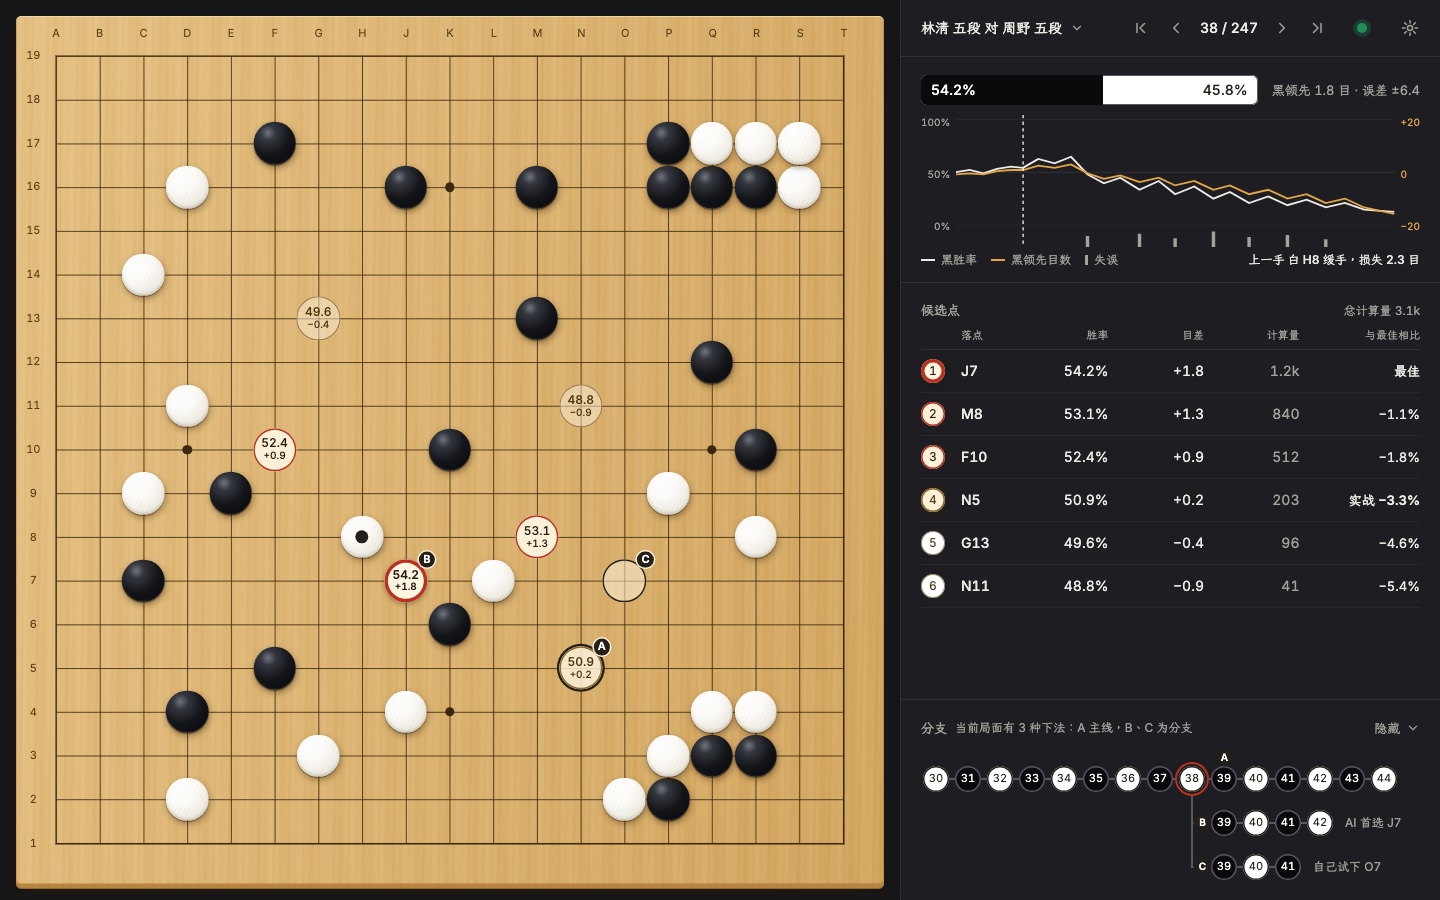 A B C D E F G H J K L M N O P Q R S T
19
18
17
16
15
14
13
12
11
10
9
8
7
6
5
4
3
2
1
49.6
−0.4
48.8
−0.9
52.4
+0.9
53.1
+1.3
B
54.2
+1.8
C
A
50.9
+0.2
林清 五段 对 周野 五段
38 / 247
54.2% 45.8%
黑领先 1.8 目 · 误差 ±6.4
100% +20
50% 0
0% −20
黑胜率 黑领先目数 失误
上一手 白 H8 缓手，损失 2.3 目
候选点 总计算量 3.1k
落点 胜率 目差 计算量 与最佳相比
1 J7 54.2% +1.8 1.2k 最佳
2 M8 53.1% +1.3 840 −1.1%
3 F10 52.4% +0.9 512 −1.8%
4 N5 50.9% +0.2 203 实战 −3.3%
5 G13 49.6% −0.4 96 −4.6%
6 N11 48.8% −0.9 41 −5.4%
分支 当前局面有 3 种下法：A 主线，B、C 为分支 隐藏
A
30 31 32 33 34 35 36 37 38 39 40 41 42 43 44
B 39 40 41 42 AI 首选 J7
C 39 40 41 自己试下 O7